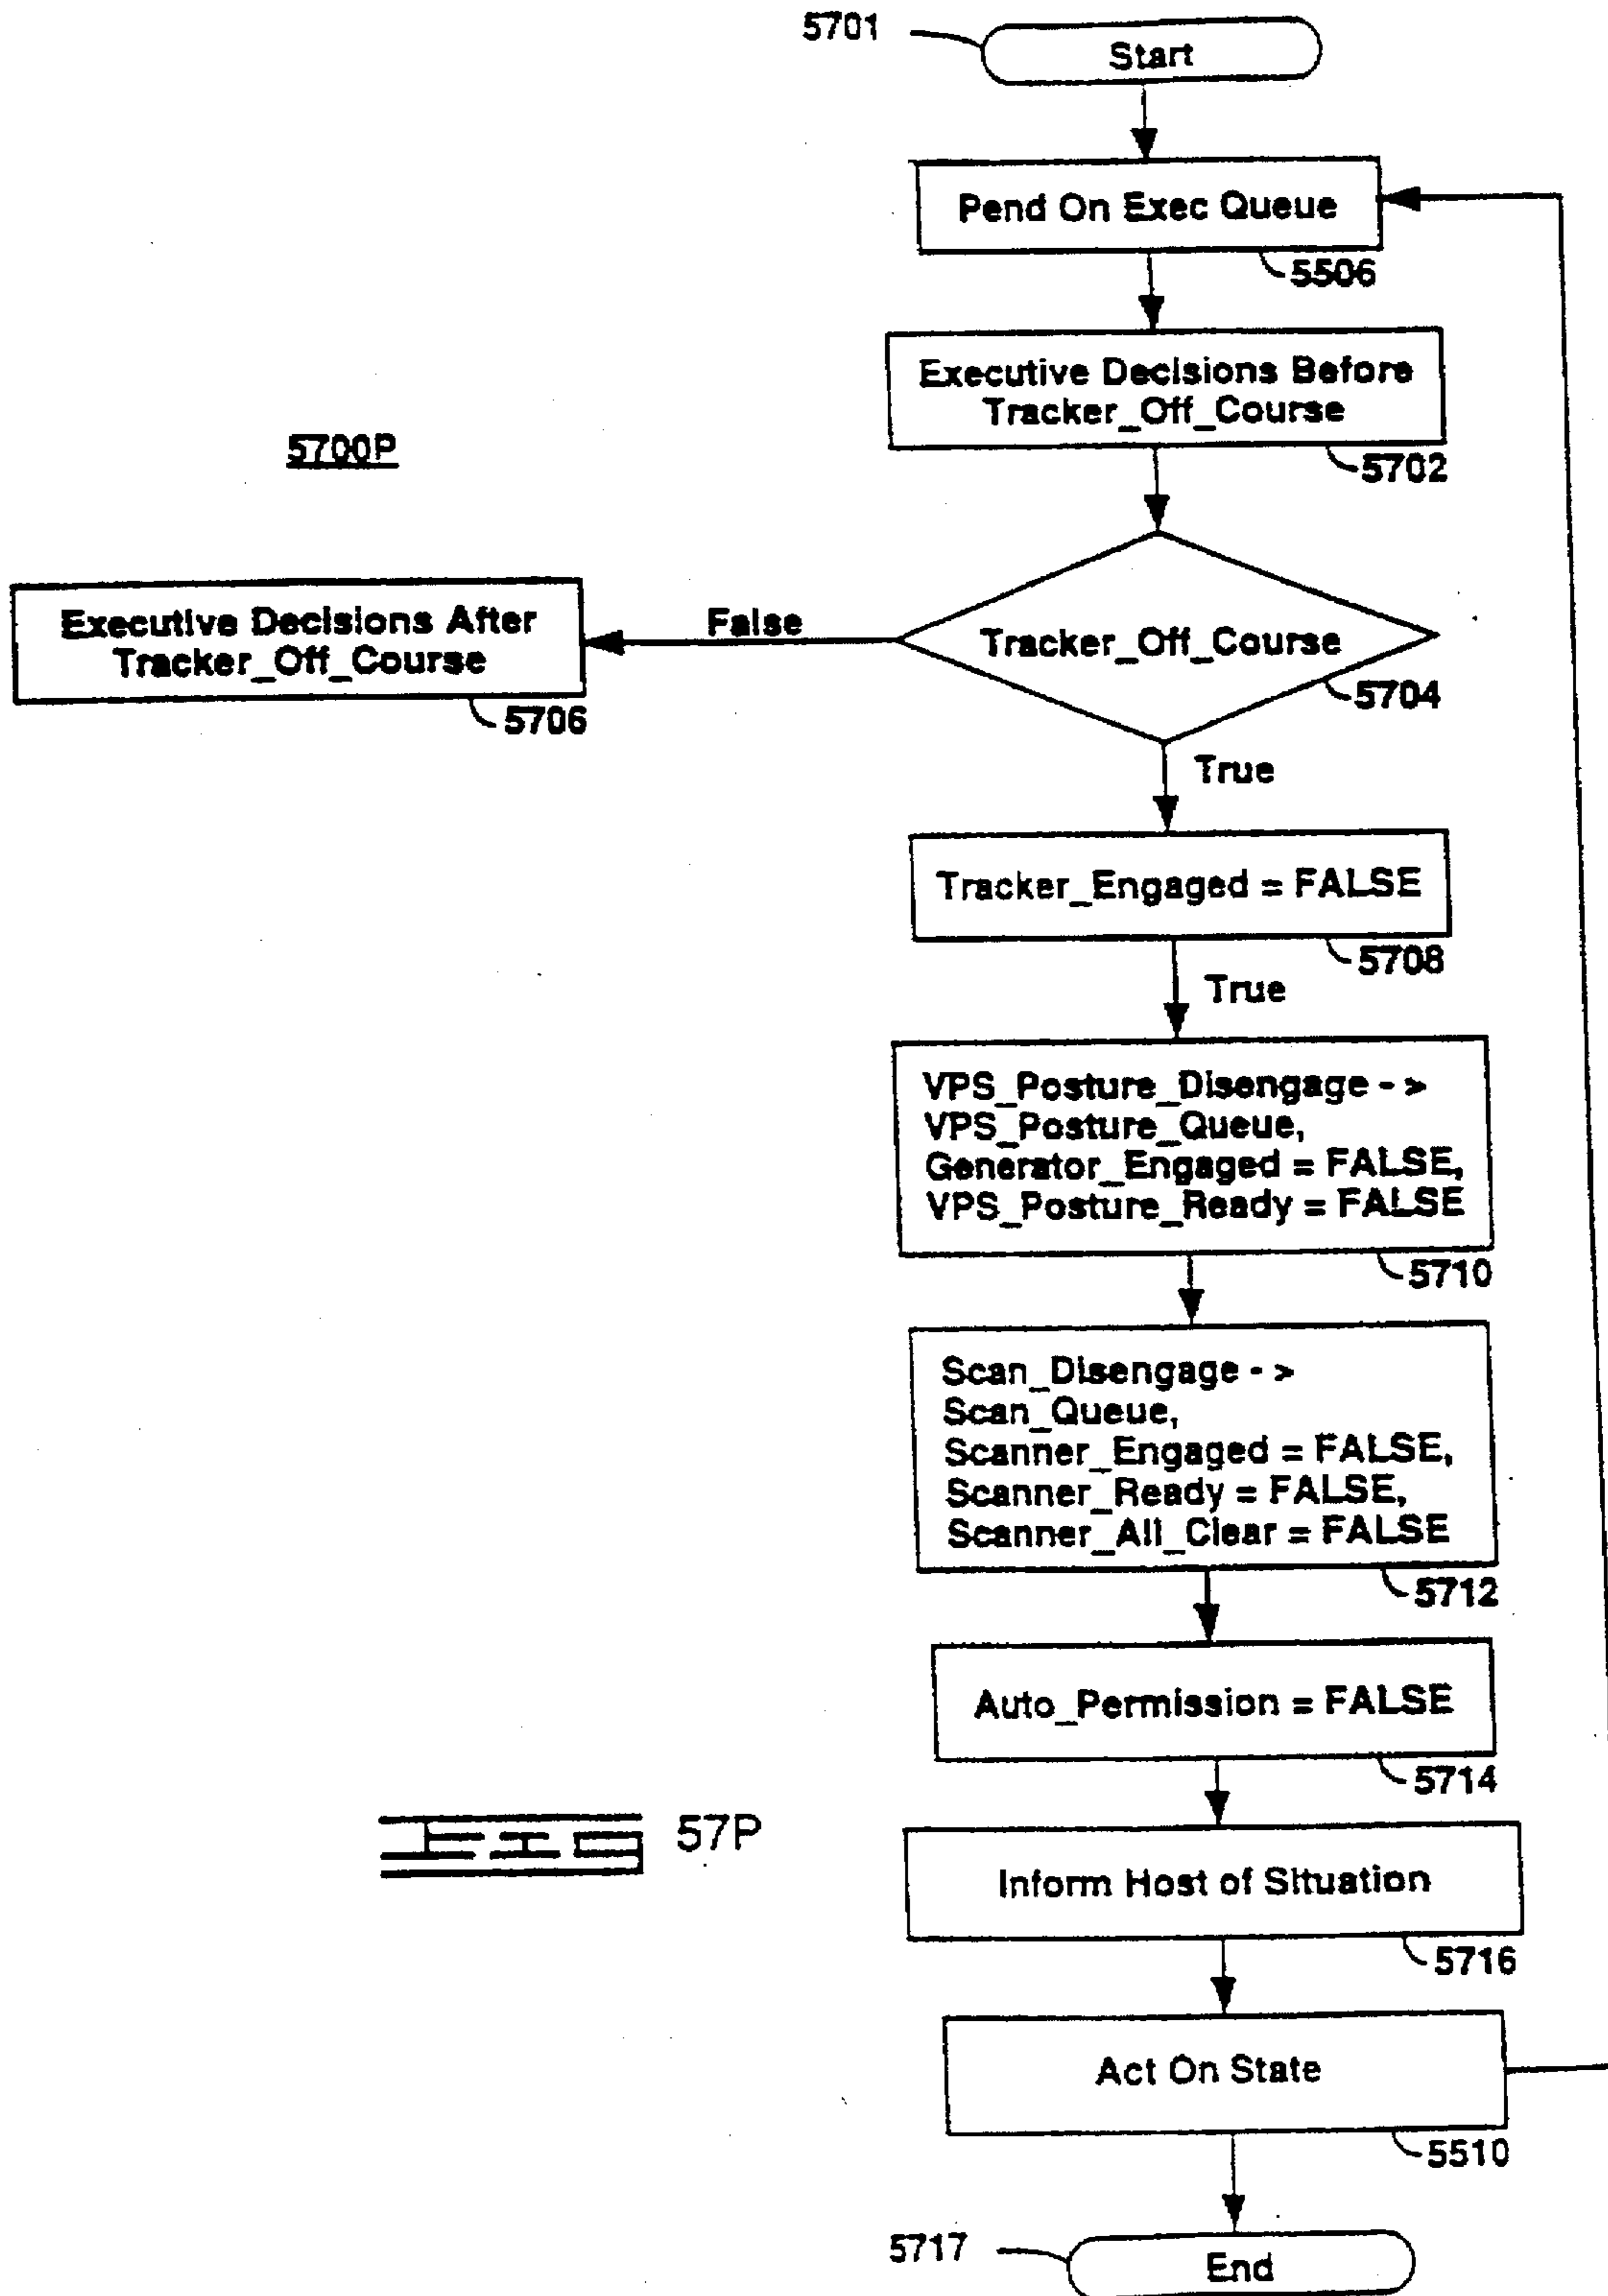 5701
Start
Pend On Exec Queue
5506
Executive Decisions Before
Tracker_Off_Course
5702
5700P
Executive Decisions After
Tracker_Off_Course
5706
False
Tracker_Off_Course
5704
True
Tracker_Engaged = FALSE
5708
True
VPS_Posture_Disengage - >
VPS_Posture_Queue,
Generator_Engaged = FALSE,
VPS_Posture_Ready = FALSE
5710
Scan_Disengage - >
Scan_Queue,
Scanner_Engaged = FALSE,
Scanner_Ready = FALSE,
Scanner_All_Clear = FALSE
5712
Auto_Permission = FALSE
5714
FIG 57P
Inform Host of Situation
5716
Act On State
5510
5717
End